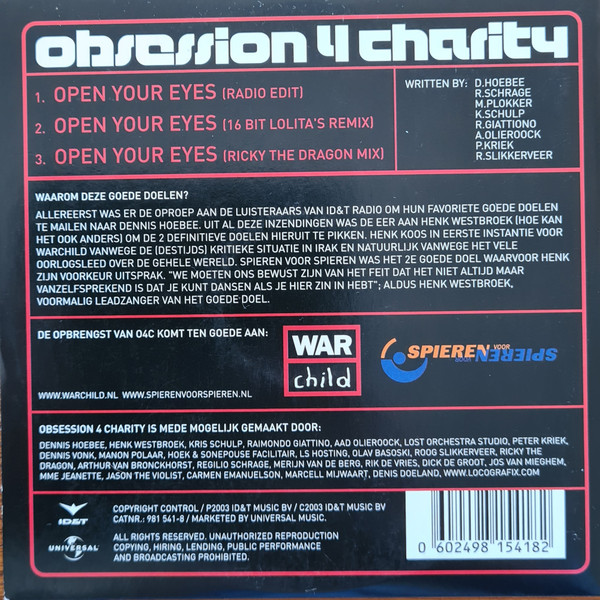 obsession 4 charity
1. OPEN YOUR EYES (RADIO EDIT)
2. OPEN YOUR EYES (16 BIT LOLITA'S REMIX)
3. OPEN YOUR EYES (RICKY THE DRAGON MIX)
WRITTEN BY: D.HOEBEE
R.SCHRAGE
M.PLOKKER
K.SCHULP
R.GIATTIONO
A.OLIEROOCK
P.KRIEK
R.SLIKKERVEER
WAAROM DEZE GOEDE DOELEN?
ALLEREERST WAS ER DE OPROEP AAN DE LUISTERAARS VAN ID&T RADIO OM HUN FAVORIETE GOEDE DOELEN
TE MAILEN NAAR DENNIS HOEBEE. UIT AL DEZE INZENDINGEN WAS DE EER AAN HENK WESTBROEK (HOE KAN
HET OOK ANDERS) OM DE 2 DEFINITIEVE DOELEN HIERUIT TE PIKKEN. HENK KOOS IN EERSTE INSTANTIE VOOR
WARCHILD VANWEGE DE (DESTIJDS) KRITIEKE SITUATIE IN IRAK EN NATUURLIJK VANWEGE HET VELE
OORLOGSLEED OVER DE GEHELE WERELD. SPIEREN VOOR SPIEREN WAS HET 2E GOEDE DOEL WAARVOOR HENK
ZIJN VOORKEUR UITSPRAK. "WE MOETEN ONS BEWUST ZIJN VAN HET FEIT DAT HET NIET ALTIJD MAAR
VANZELFSPREKEND IS DAT JE KUNT DANSEN ALS JE HIER ZIN IN HEBT"; ALDUS HENK WESTBROEK,
VOORMALIG LEADZANGER VAN HET GOEDE DOEL.
DE OPBRENGST VAN O4C KOMT TEN GOEDE AAN:
WAR
child
SPIEREN VOOR
VOOR SPIEREN
WWW.WARCHILD.NL WWW.SPIERENVOORSPIEREN.NL
OBSESSION 4 CHARITY IS MEDE MOGELIJK GEMAAKT DOOR:
DENNIS HOEBEE, HENK WESTBROEK, KRIS SCHULP, RAIMONDO GIATTINO, AAD OLIEROOCK, LOST ORCHESTRA STUDIO, PETER KRIEK,
DENNIS VONK, MANON POLAAR, HOEK & SONEPOUSE FACILITAIR, LS HOSTING, OLAV BASOSKI, ROOG SLIKKERVEER, RICKY THE
DRAGON, ARTHUR VAN BRONCKHORST, REGILIO SCHRAGE, MERIJN VAN DE BERG, RIK DE VRIES, DICK DE GROOT, JOS VAN MIEGHEM,
MME JEANETTE, JASON THE VIOLIST, CARMEN EMANUELSON, MARCELL MIJWAART, DENIS DOELAND, WWW.LOCOGRAFIX.COM
ID&T
COPYRIGHT CONTROL / P2003 ID&T MUSIC BV / C2003 ID&T MUSIC BV
CATNR.: 981 541-8 / MARKETED BY UNIVERSAL MUSIC.
UNIVERSAL
ALL RIGHTS RESERVED. UNAUTHORIZED REPRODUCTION
COPYING, HIRING, LENDING, PUBLIC PERFORMANCE
AND BROADCASTING PROHIBITED.
0 602498 154182